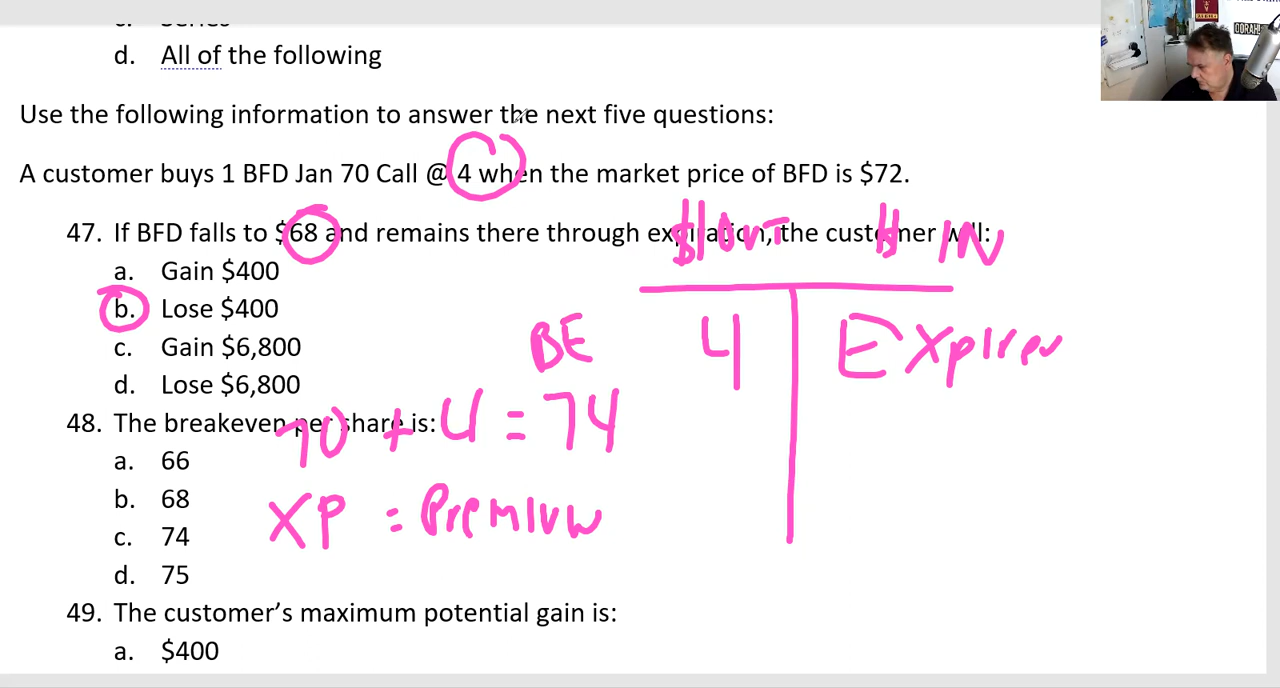 d. All of the following
OORAH!
Use the following information to answer the next five questions:
A customer buys 1 BFD Jan 70 Call @ 4 when the market price of BFD is $72.
47. If BFD falls to $68 and remains there through expiration, the customer will:
$ OUT $ IN
a. Gain $400
b. Lose $400
c. Gain $6,800
BE 4 Expires
d. Lose $6,800
48. The breakeven per share is:
70 + 4 = 74
a. 66
b. 68
XP = Premium
c. 74
d. 75
49. The customer’s maximum potential gain is:
a. $400